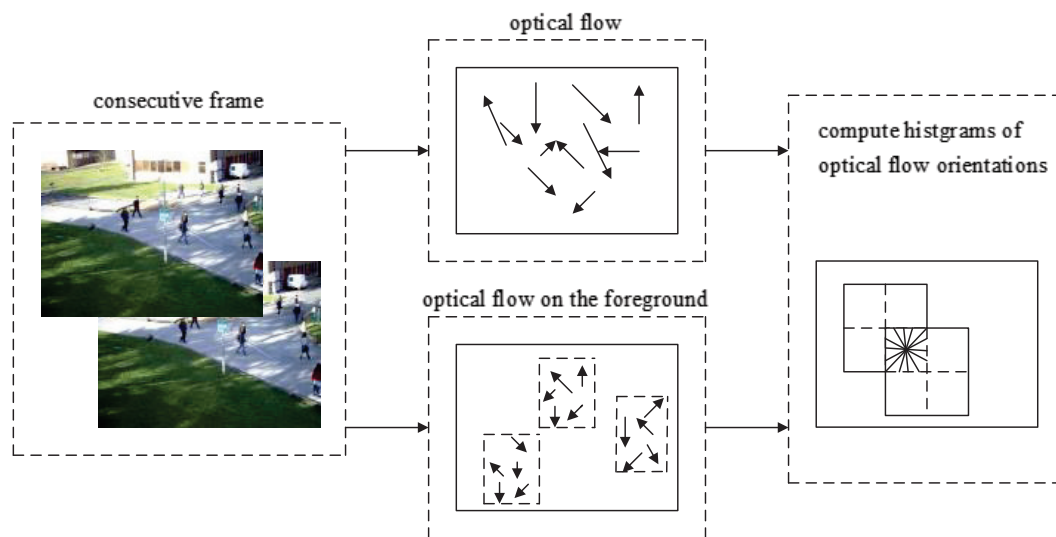 optical flow
consecutive frame
compute histgrams of
optical flow orientations
optical flow on the foreground